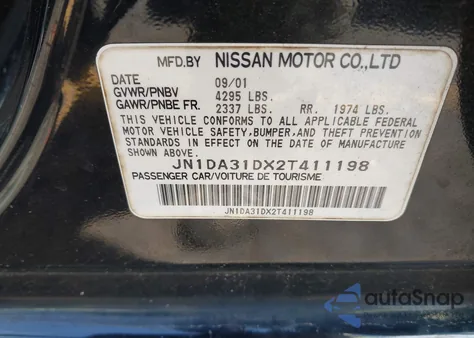 MFD.BY NISSAN MOTOR CO.,LTD
DATE 09/01
GVWR/PNBV 4295 LBS.
GAWR/PNBE FR. 2337 LBS RR. 1974 LBS.
THIS VEHICLE CONFORMS TO ALL APPLICABLE FEDERAL
MOTOR VEHICLE SAFETY, BUMPER, AND THEFT PREVENTION
STANDARDS IN EFFECT ON THE DATE OF MANUFACTURE
SHOWN ABOVE.
JN1DA31DX2T411198
PASSENGER CAR/VOITURE DE TOURISME
JN1DA31DX2T411198
autoSnap